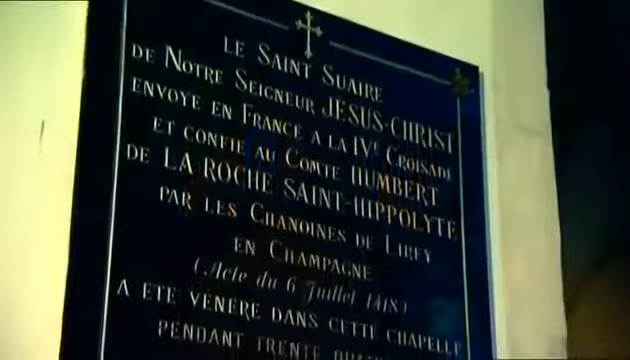 LE SAINT SUAIRE
DE NOTRE SEIGNEUR JESUS-CHRIST
ENVOYE EN FRANCE A LA IVE CROISADE
ET CONFIE AU COMTE HUMBERT
DE LA ROCHE SAINT-HIPPOLYTE
PAR LES CHANOINES DE LIREY
EN CHAMPAGNE
(Acte du 6 Juillet 1418)
A ETE VENERE DANS CETTE CHAPELLE
PENDANT TRENTE QUATRE